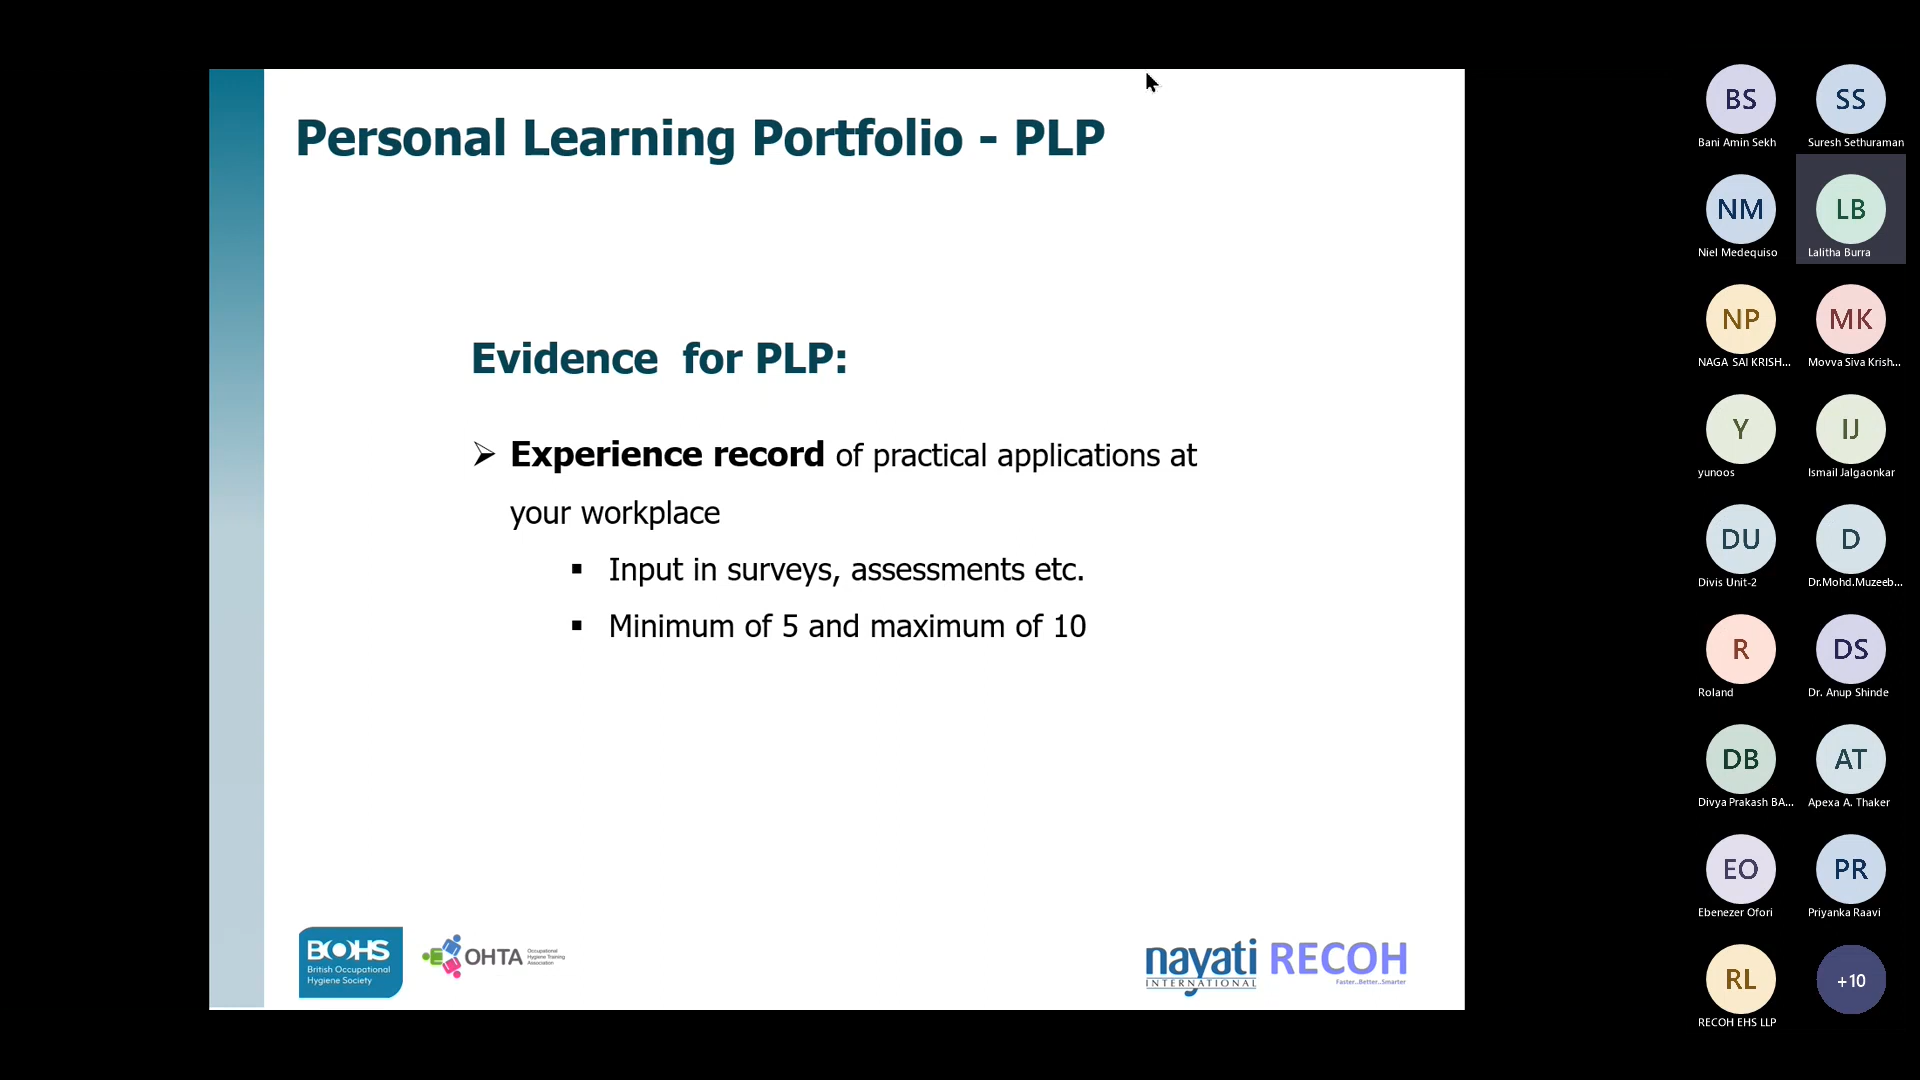 Personal Learning Portfolio - PLP
Evidence for PLP:
➢ Experience record of practical applications at
your workplace
▪ Input in surveys, assessments etc.
▪ Minimum of 5 and maximum of 10
BOHS
British Occupational
Hygiene Society
OHTA
Occupational
Hygiene Training
Association
nayati
INTERNATIONAL
RECOH
Faster..Better..Smarter
BS
SS
Bani Amin Sekh
Suresh Sethuraman
NM
LB
Niel Medequiso
Lalitha Burra
NP
MK
NAGA SAI KRISH...
Movva Siva Krish...
Y
IJ
yunoos
Ismail Jalgaonkar
DU
D
Divis Unit-2
Dr.Mohd.Muzeeb...
R
DS
Roland
Dr. Anup Shinde
DB
AT
Divya Prakash BA...
Apexa A. Thaker
EO
PR
Ebenezer Ofori
Priyanka Raavi
RL
+10
RECOH EHS LLP